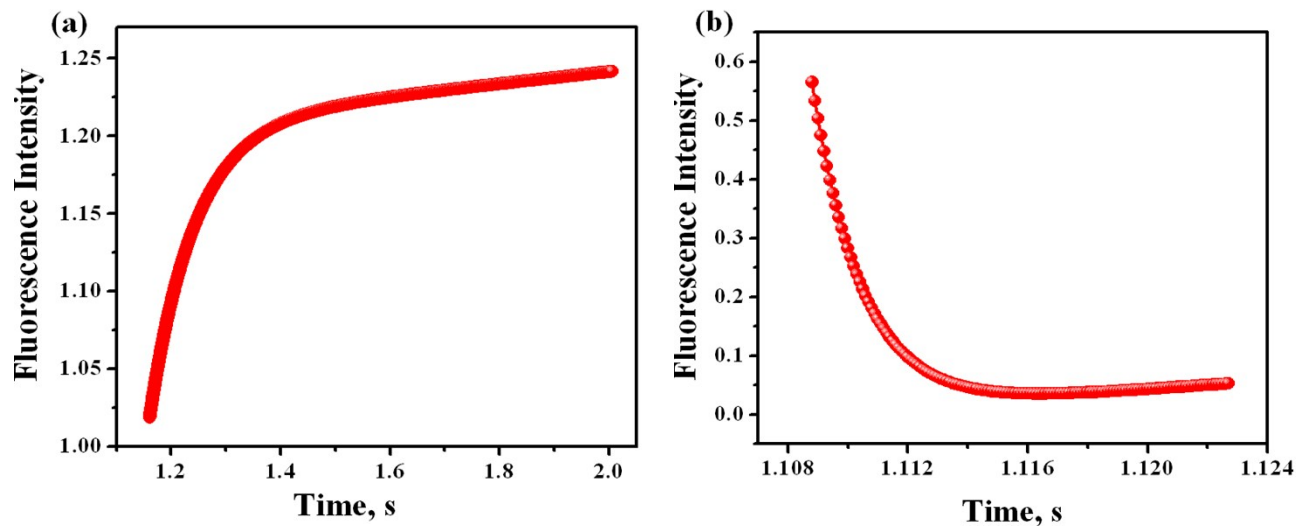 (a)
Fluorescence Intensity
1.25
1.20
1.15
1.10
1.05
1.00
1.2 1.4 1.6 1.8 2.0
Time, s
(b)
Fluorescence Intensity
0.6
0.5
0.4
0.3
0.2
0.1
0.0
1.108 1.112 1.116 1.120 1.124
Time, s